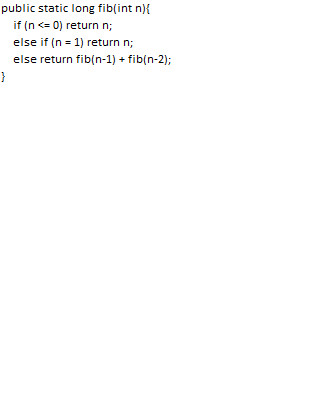 public static long fib(int n){
if (n <= 0) return n;
else if (n = 1) return n;
else return fib(n-1) + fib(n-2);
}